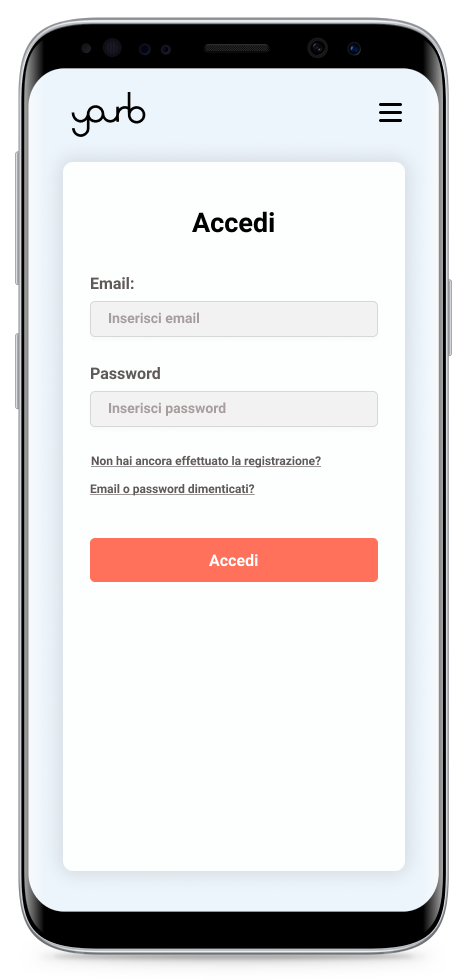 yourb
Accedi
Email:
Inserisci email
Password
Inserisci password
Non hai ancora effettuato la registrazione?
Email o password dimenticati?
Accedi